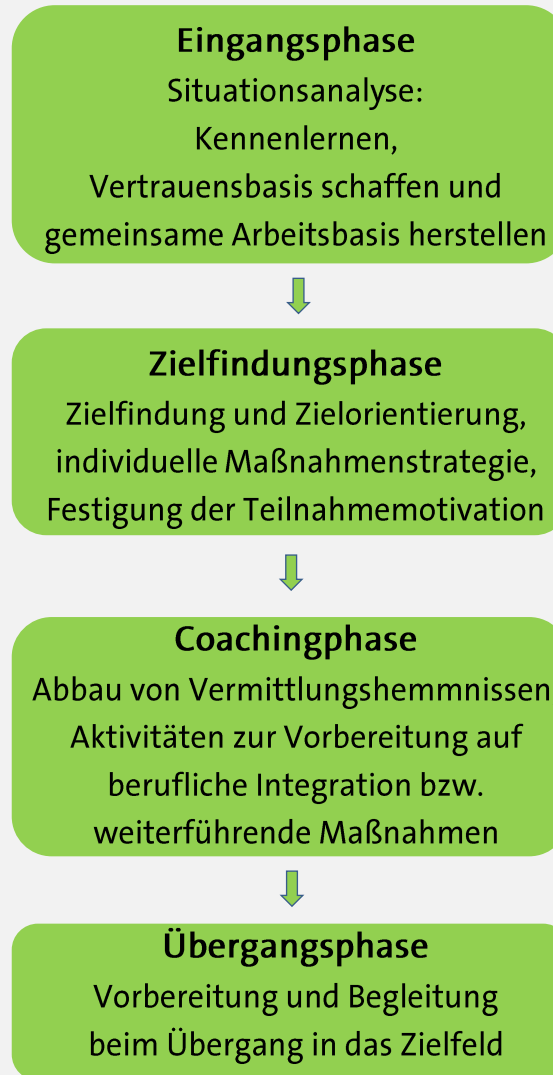 Eingangsphase
Situationsanalyse:
Kennenlernen,
Vertrauensbasis schaffen und
gemeinsame Arbeitsbasis herstellen
Zielfindungsphase
Zielfindung und Zielorientierung,
individuelle Maßnahmenstrategie,
Festigung der Teilnahmemotivation
Coachingphase
Abbau von Vermittlungshemmnissen
Aktivitäten zur Vorbereitung auf
berufliche Integration bzw.
weiterführende Maßnahmen
Übergangsphase
Vorbereitung und Begleitung
beim Übergang in das Zielfeld